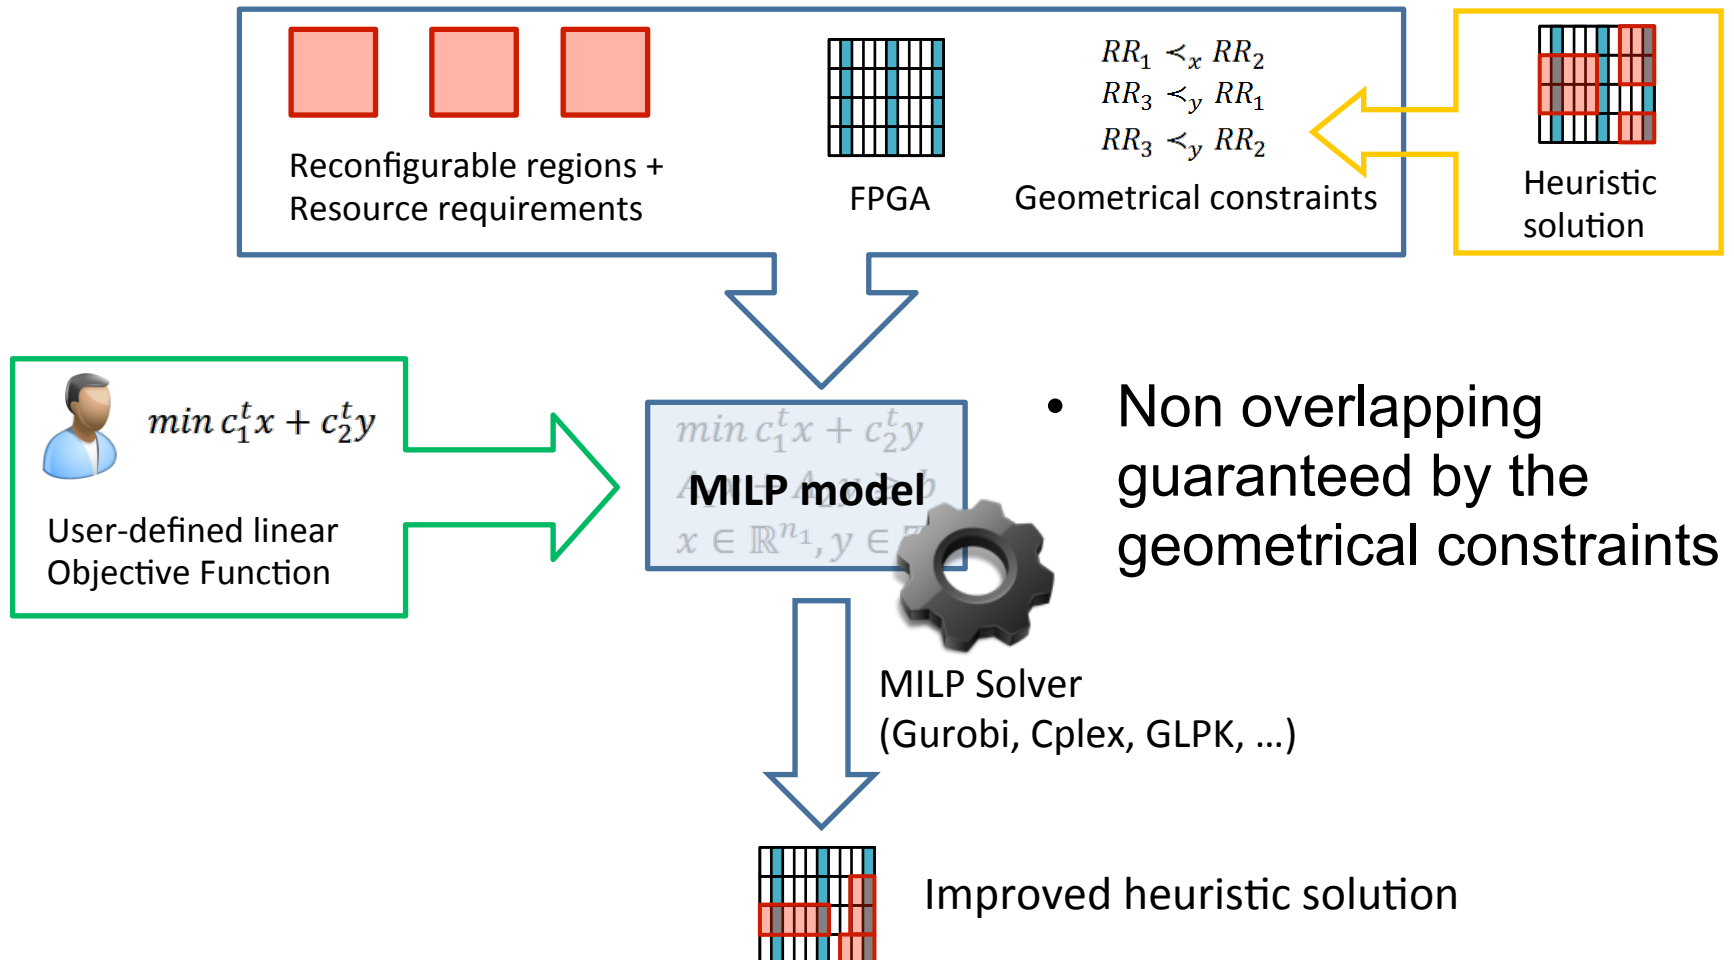 RR₁ ≺ₓ RR₂
RR₃ ≺ᵧ RR₁
RR₃ ≺ᵧ RR₂
Reconfigurable regions +
Resource requirements
FPGA
Geometrical constraints
Heuristic
solution
min c₁ᵗx + c₂ᵗy
User-defined linear
Objective Function
min c₁ᵗx + c₂ᵗy
MILP model
x ∈ ℝⁿ₁, y ∈
• Non overlapping
guaranteed by the
geometrical constraints
MILP Solver
(Gurobi, Cplex, GLPK, …)
Improved heuristic solution